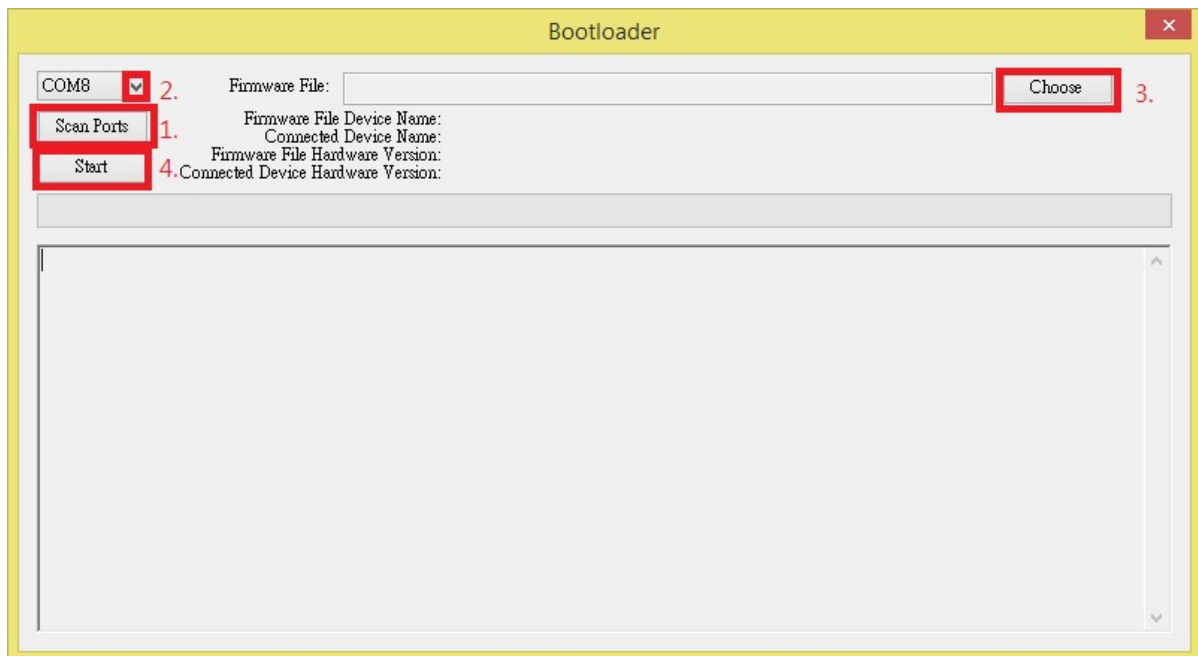 Bootloader
COM8
2.
Firmware File:
Choose
3.
Scan Ports
1.
Firmware File Device Name:
Connected Device Name:
Start
4.
Firmware File Hardware Version:
Connected Device Hardware Version: